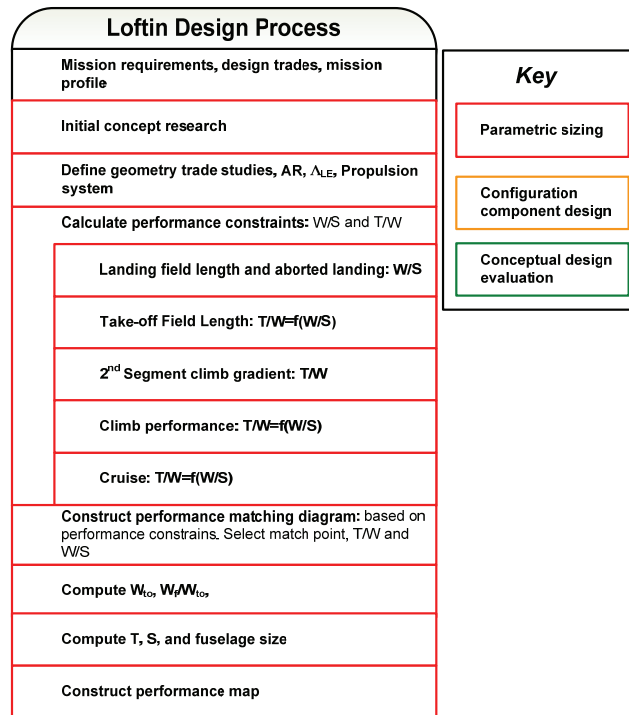 Loftin Design Process
Mission requirements, design trades, mission
profile
Initial concept research
Define geometry trade studies, AR, ΛLE, Propulsion
system
Calculate performance constraints: W/S and T/W
Landing field length and aborted landing: W/S
Take-off Field Length: T/W=f(W/S)
2nd Segment climb gradient: T/W
Climb performance: T/W=f(W/S)
Cruise: T/W=f(W/S)
Construct performance matching diagram: based on
performance constrains. Select match point, T/W and
W/S
Compute Wto, Wf/Wto,
Compute T, S, and fuselage size
Construct performance map
Key
Parametric sizing
Configuration
component design
Conceptual design
evaluation